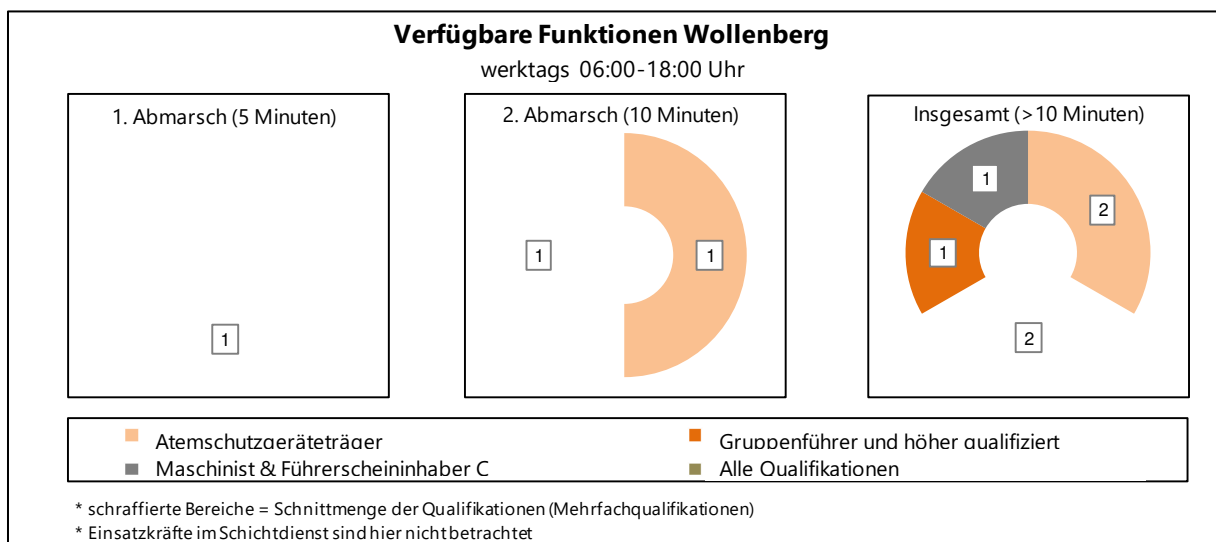 Verfügbare Funktionen Wollenberg
werktags 06:00-18:00 Uhr
1. Abmarsch (5 Minuten)
1
2. Abmarsch (10 Minuten)
1
1
Insgesamt (>10 Minuten)
1
2
1
2
Atemschutzgeräteträger
Gruppenführer und höher qualifiziert
Maschinist & Führerscheininhaber C
Alle Qualifikationen
* schraffierte Bereiche = Schnittmenge der Qualifikationen (Mehrfachqualifikationen)
* Einsatzkräfte im Schichtdienst sind hier nicht betrachtet